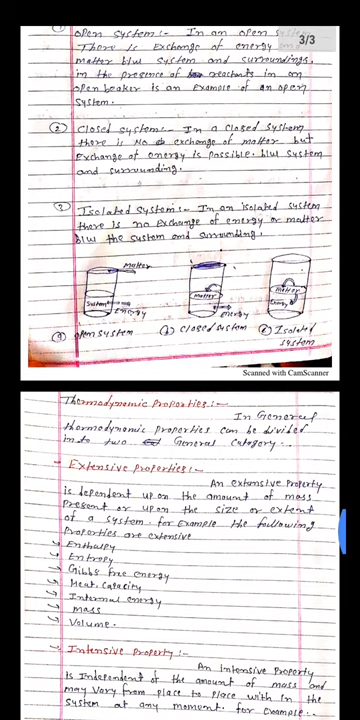 ① open system :- In an open system
3/3
There is Exchange of energy and
matter b/w system and surroundings.
in the presence of reactants in an
open beaker is an Example of an open
system.
② Closed system :- In a closed system
there is No exchange of matter but
Exchange of energy is possible. b/w system
and surrounding.
③ Isolated system :- In an isolated system
there is no Exchange of energy or matter
b/w the system and surrounding.
matter
System
Energy
matter
Energy
matter
Energy
open system
closed system
Isolated
system
Scanned with CamScanner
Thermodynamic Properties :-
In General
thermodynamic properties can be divided
into two General Category :-
Extensive properties :-
An extensive Property
is dependent upon the amount of mass
Present or upon the size or extent
of a system. for Example the following
Properties are extensive
→ Enthalpy
→ Entropy
→ Gibbs free energy
→ Heat capacity
→ Internal energy
→ mass
→ Volume.
Intensive property :-
An intensive Property
is Independent of the amount of mass and
may vary from place to place with in the
system at any moment. for example.